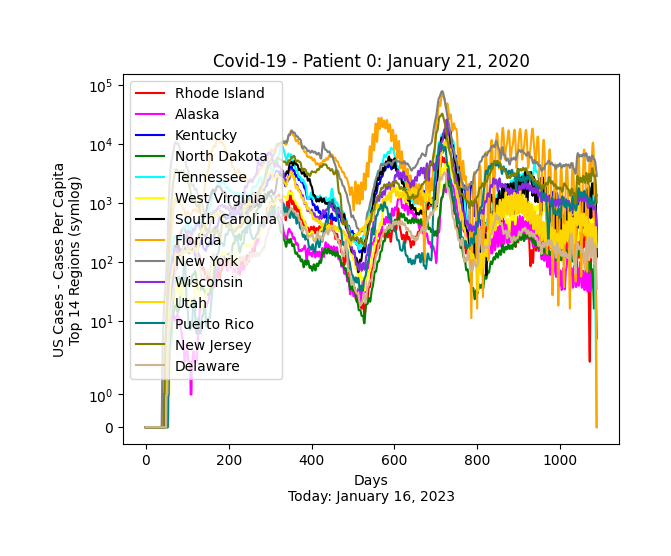 Covid-19 - Patient 0: January 21, 2020
US Cases - Cases Per Capita
Top 14 Regions (symlog)
10^5
10^4
10^3
10^2
10^1
10^0
0
Rhode Island
Alaska
Kentucky
North Dakota
Tennessee
West Virginia
South Carolina
Florida
New York
Wisconsin
Utah
Puerto Rico
New Jersey
Delaware
0 200 400 600 800 1000
Days
Today: January 16, 2023